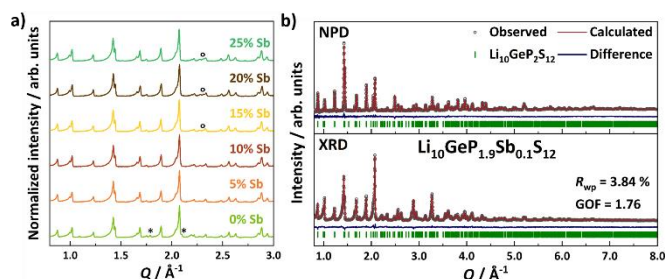 a)
Normalized intensity / arb. units
25% Sb
20% Sb
15% Sb
10% Sb
5% Sb
0% Sb
o
o
o
* *
1.0 1.5 2.0 2.5 3.0
Q / Å⁻¹
b)
Intensity / arb. units
NPD
Observed Calculated
Li₁₀GeP₂S₁₂ Difference
XRD
Li₁₀GeP₁.₉Sb₀.₁S₁₂
Rwp = 3.84 %
GOF = 1.76
1.0 2.0 3.0 4.0 5.0 6.0 7.0 8.0
Q / Å⁻¹